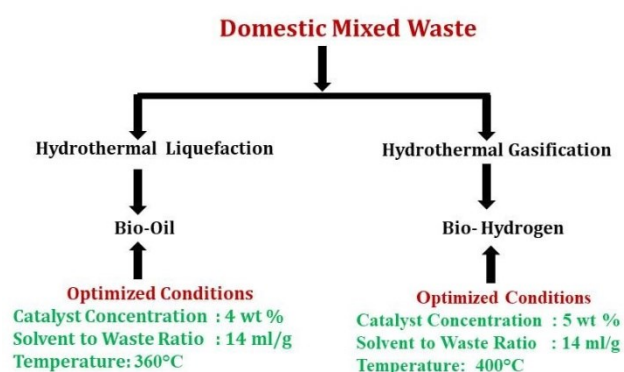 Domestic Mixed Waste
Hydrothermal Liquefaction
Hydrothermal Gasification
Bio-Oil
Bio- Hydrogen
Optimized Conditions
Catalyst Concentration : 4 wt %
Solvent to Waste Ratio : 14 ml/g
Temperature: 360°C
Optimized Conditions
Catalyst Concentration : 5 wt %
Solvent to Waste Ratio : 14 ml/g
Temperature: 400°C